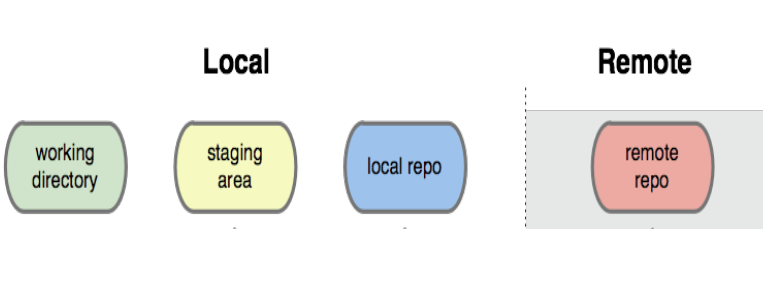 Local
Remote
working
directory
staging
area
local repo
remote
repo